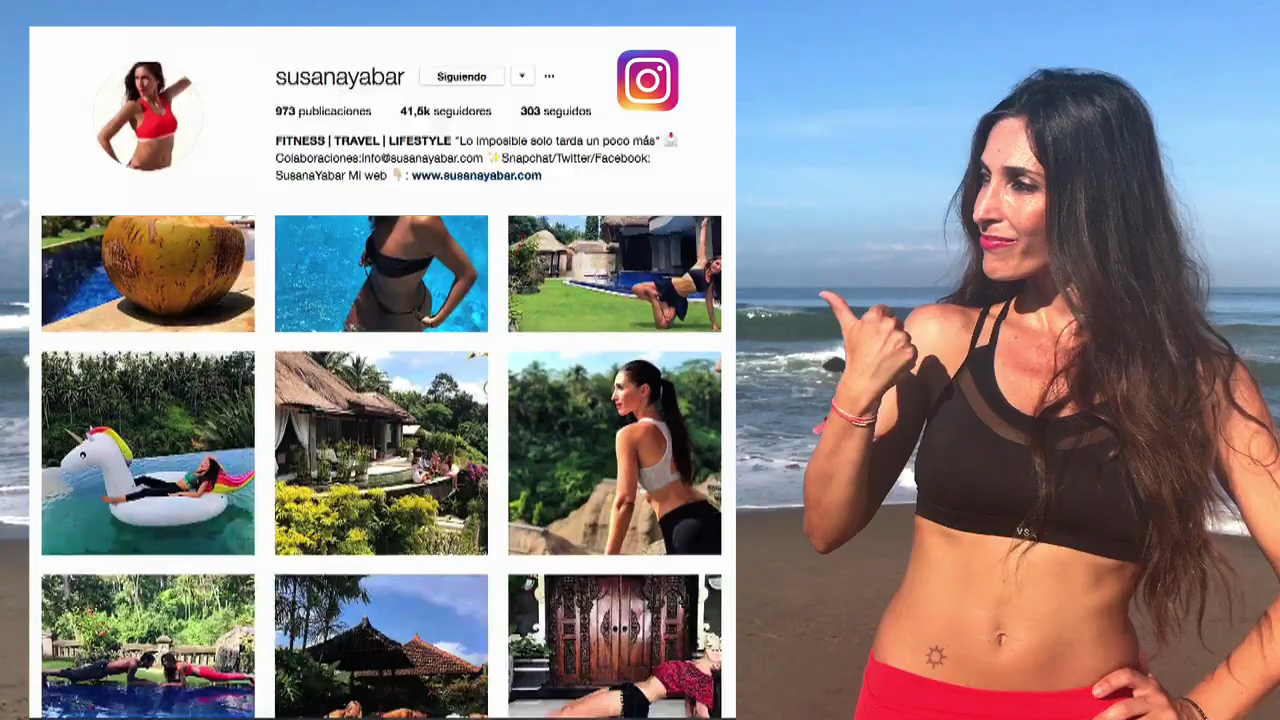 susanayabar Siguiendo
973 publicaciones 41,5k seguidores 303 seguidos
FITNESS | TRAVEL | LIFESTYLE "Lo imposible solo tarda un poco más"
Colaboraciones:info@susanayabar.com ✨Snapchat/Twitter/Facebook:
SusanaYabar Mi web 👇🏻: www.susanayabar.com
VSX